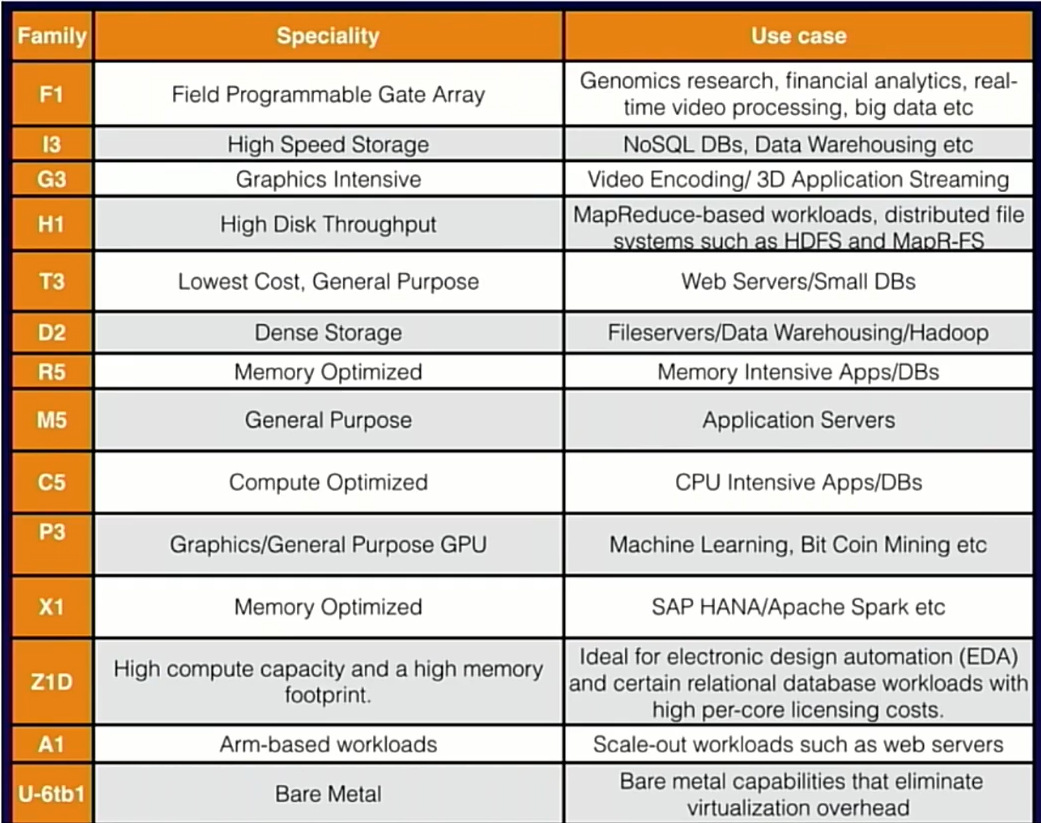 Family Speciality Use case
F1 Field Programmable Gate Array Genomics research, financial analytics, real-
time video processing, big data etc
I3 High Speed Storage NoSQL DBs, Data Warehousing etc
G3 Graphics Intensive Video Encoding/ 3D Application Streaming
H1 High Disk Throughput MapReduce-based workloads, distributed file
systems such as HDFS and MapR-FS
T3 Lowest Cost, General Purpose Web Servers/Small DBs
D2 Dense Storage Fileservers/Data Warehousing/Hadoop
R5 Memory Optimized Memory Intensive Apps/DBs
M5 General Purpose Application Servers
C5 Compute Optimized CPU Intensive Apps/DBs
P3 Graphics/General Purpose GPU Machine Learning, Bit Coin Mining etc
X1 Memory Optimized SAP HANA/Apache Spark etc
Z1D High compute capacity and a high memory
footprint. Ideal for electronic design automation (EDA)
and certain relational database workloads with
high per-core licensing costs.
A1 Arm-based workloads Scale-out workloads such as web servers
U-6tb1 Bare Metal Bare metal capabilities that eliminate
virtualization overhead